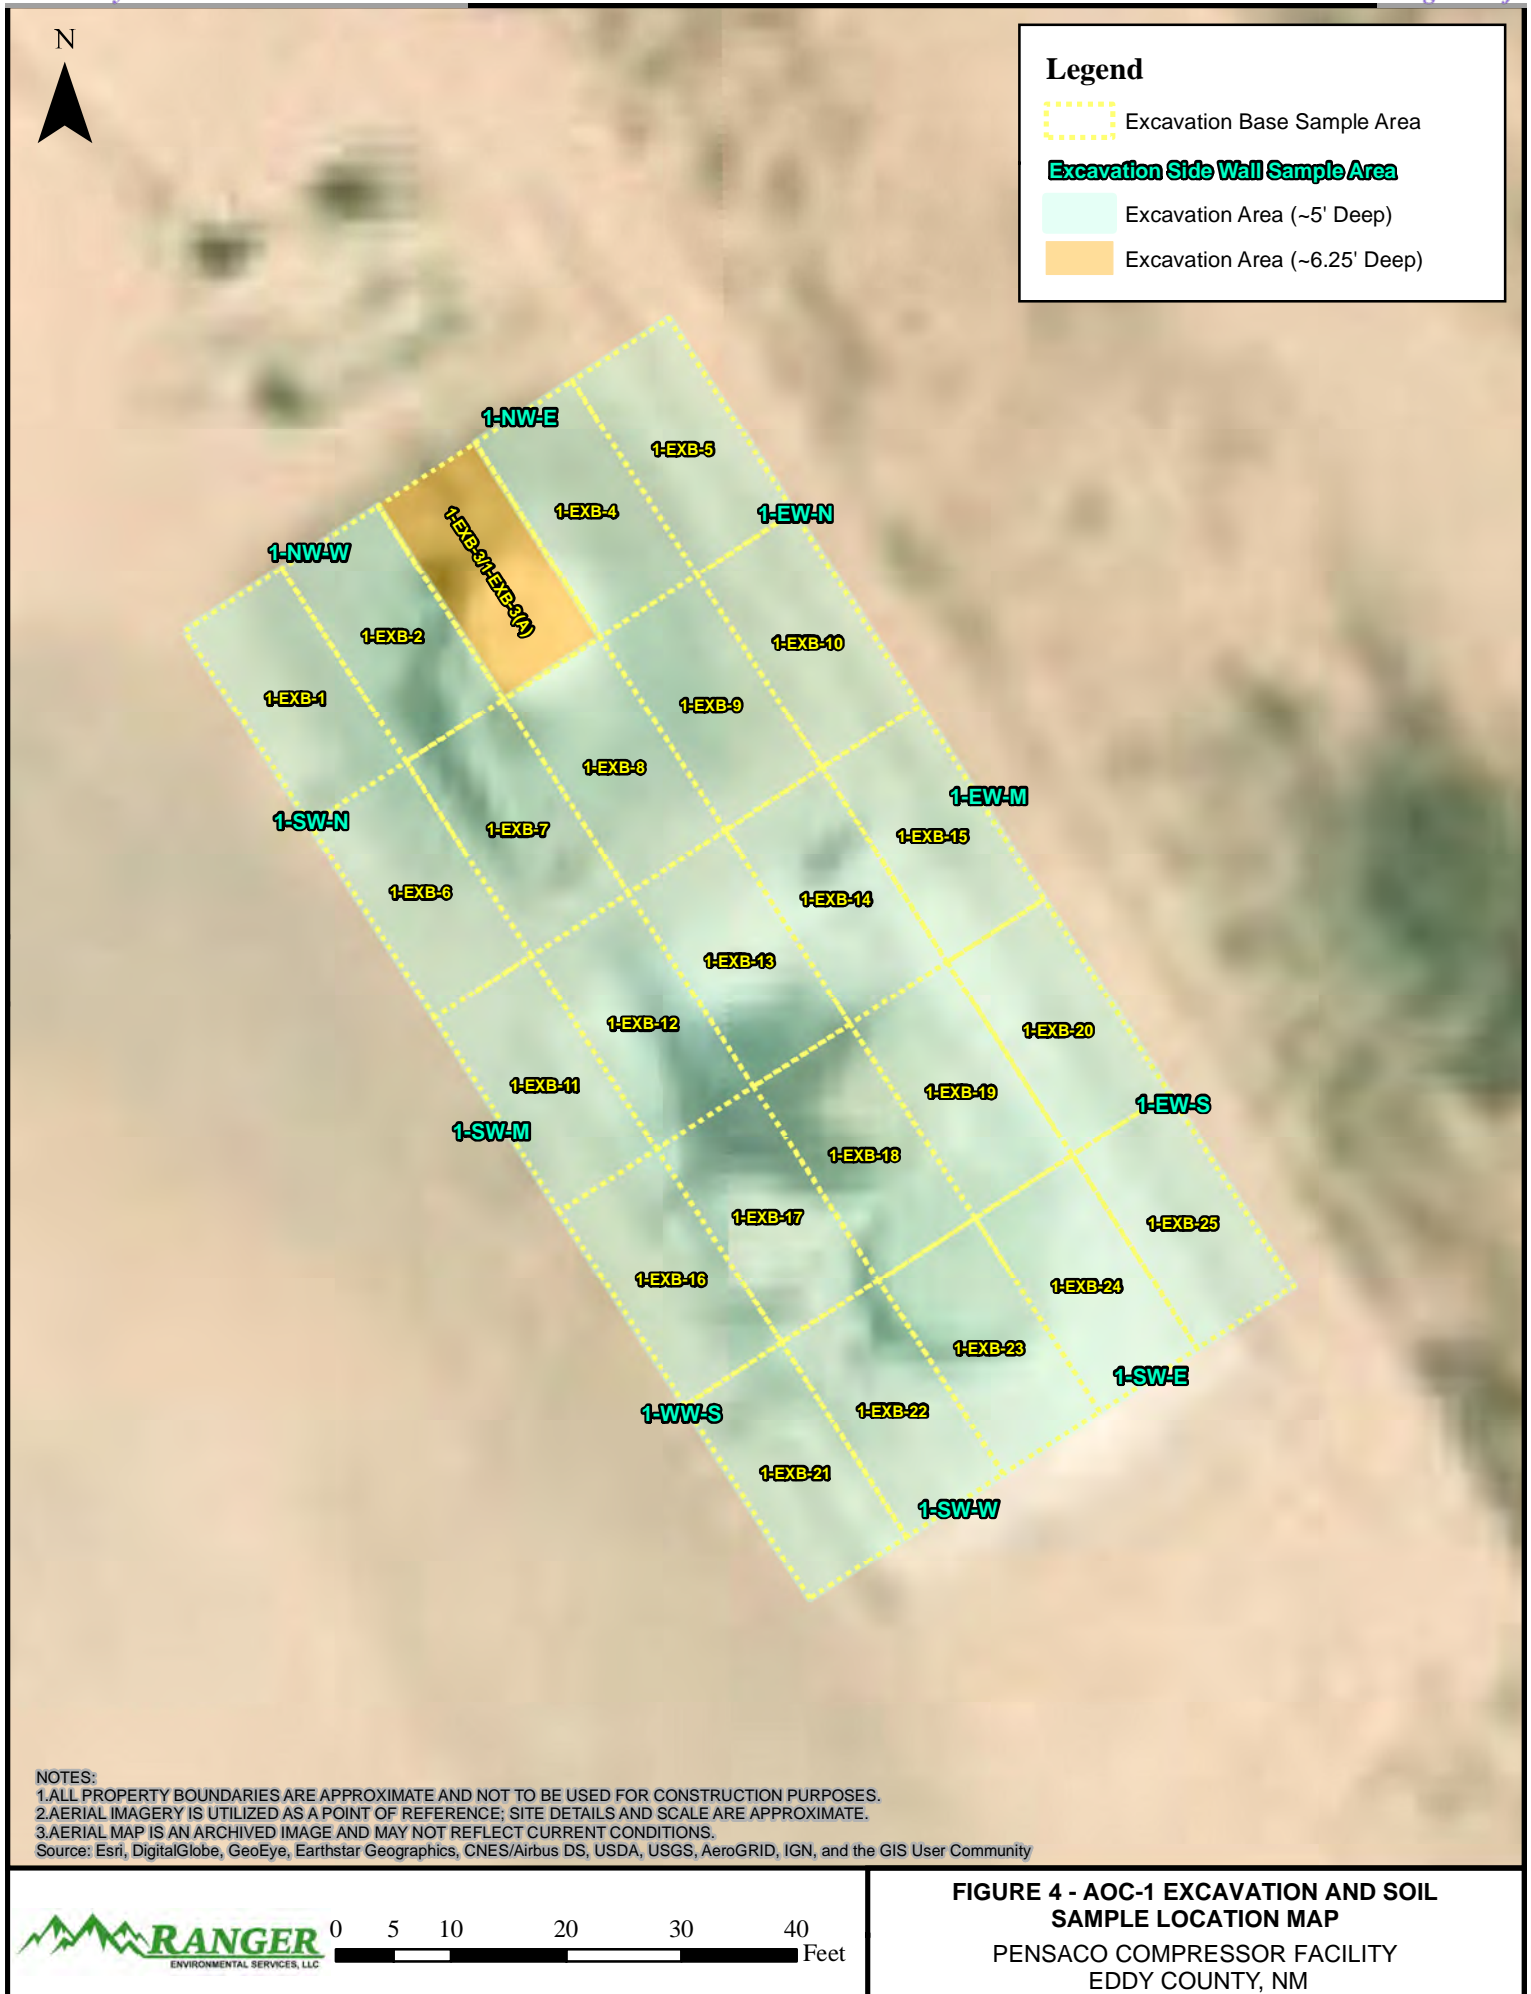 N
Legend
Excavation Base Sample Area
Excavation Side Wall Sample Area
Excavation Area (~5' Deep)
Excavation Area (~6.25' Deep)
1-NW-E
1-EXB-5
1-EXB-4
1-EW-N
1-NW-W
1-EXB-3/1-EXB-3(A)
1-EXB-2
1-EXB-10
1-EXB-1
1-EXB-9
1-EXB-8
1-EW-M
1-SW-N
1-EXB-7
1-EXB-15
1-EXB-6
1-EXB-14
1-EXB-13
1-EXB-12
1-EXB-20
1-EXB-11
1-EXB-19
1-EW-S
1-SW-M
1-EXB-18
1-EXB-17
1-EXB-25
1-EXB-16
1-EXB-24
1-EXB-23
1-SW-E
1-WW-S
1-EXB-22
1-EXB-21
1-SW-W
NOTES:
1.ALL PROPERTY BOUNDARIES ARE APPROXIMATE AND NOT TO BE USED FOR CONSTRUCTION PURPOSES.
2.AERIAL IMAGERY IS UTILIZED AS A POINT OF REFERENCE; SITE DETAILS AND SCALE ARE APPROXIMATE.
3.AERIAL MAP IS AN ARCHIVED IMAGE AND MAY NOT REFLECT CURRENT CONDITIONS.
Source: Esri, DigitalGlobe, GeoEye, Earthstar Geographics, CNES/Airbus DS, USDA, USGS, AeroGRID, IGN, and the GIS User Community
RANGER
ENVIRONMENTAL SERVICES, LLC
0 5 10 20 30 40
Feet
FIGURE 4 - AOC-1 EXCAVATION AND SOIL
SAMPLE LOCATION MAP
PENSACO COMPRESSOR FACILITY
EDDY COUNTY, NM